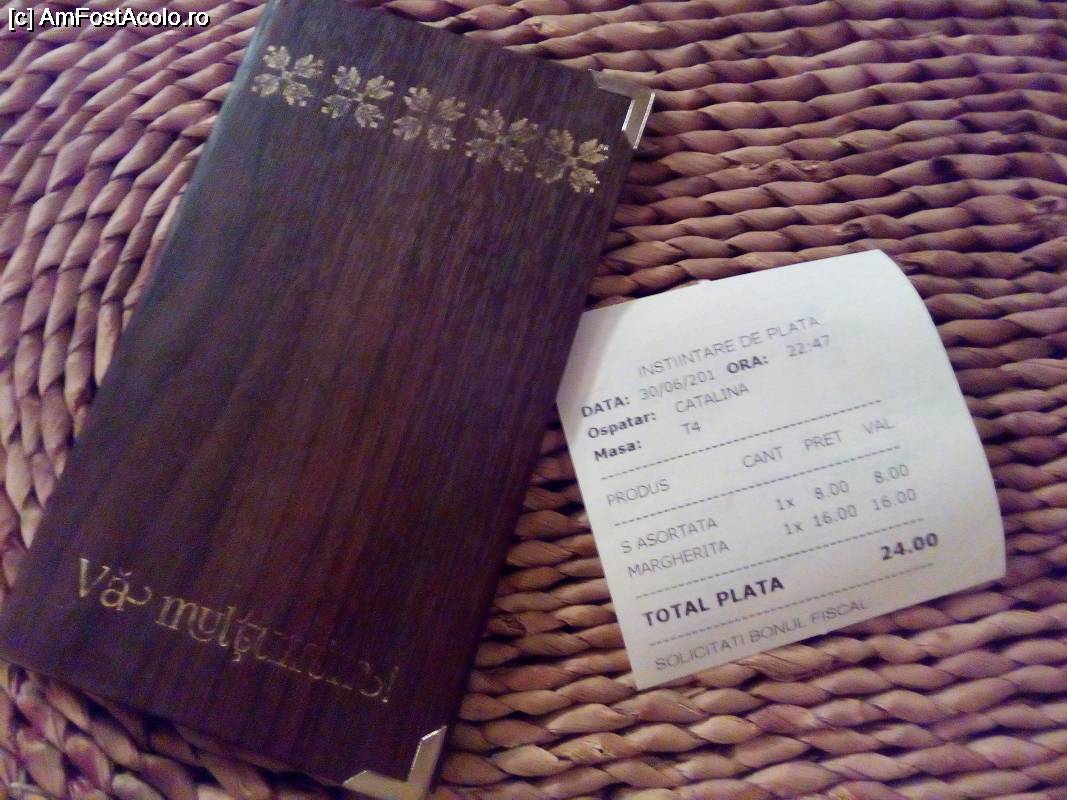 [c] AmFostAcolo.ro
Vă mulţumim!
INSTIINTARE DE PLATA
DATA: 30/06/201 ORA: 22:47
Ospatar: CATALINA
Masa: T4
PRODUS CANT PRET VAL
S ASORTATA 1x 8.00 8.00
MARGHERITA 1x 16.00 16.00
TOTAL PLATA 24.00
SOLICITATI BONUL FISCAL